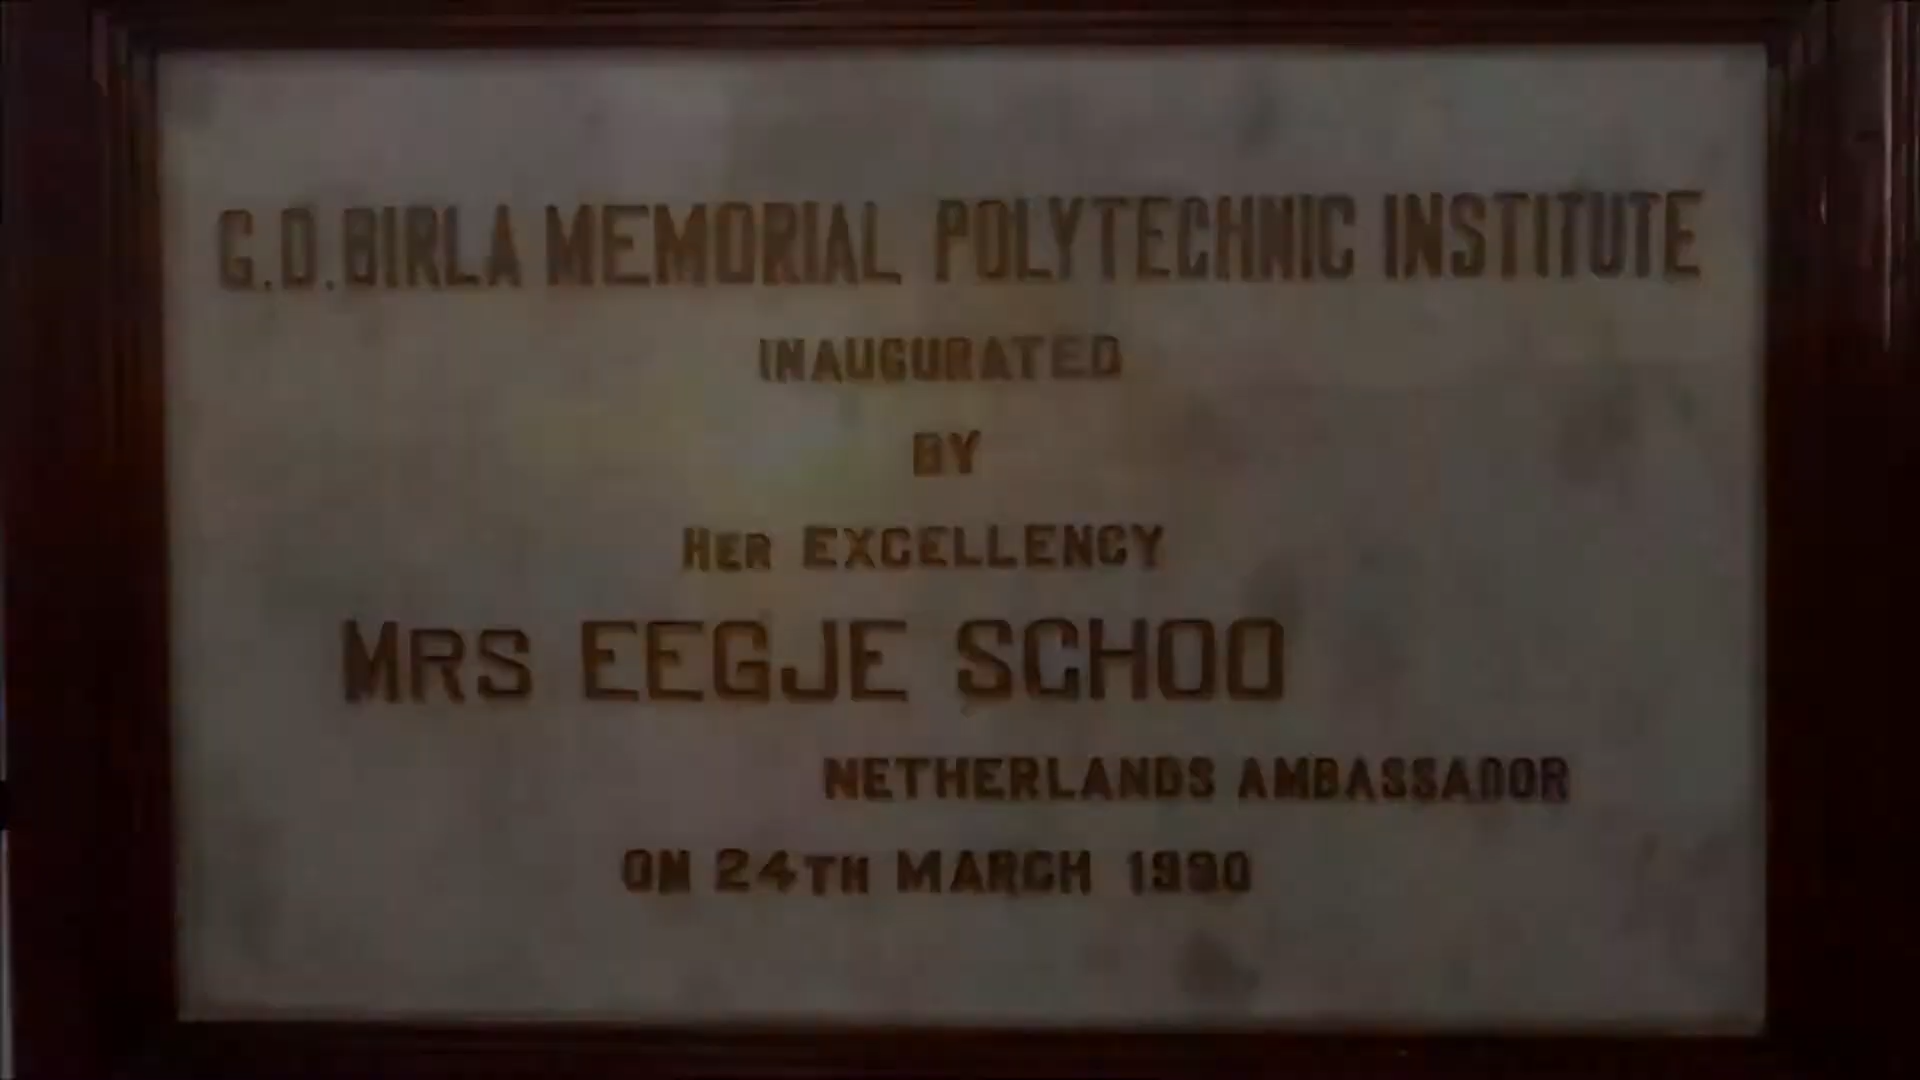 G.D. BIRLA MEMORIAL POLYTECHNIC INSTITUTE
INAUGURATED
BY
HER EXCELLENCY
MRS EEGJE SCHOO
NETHERLANDS AMBASSADOR
ON 24TH MARCH 1990